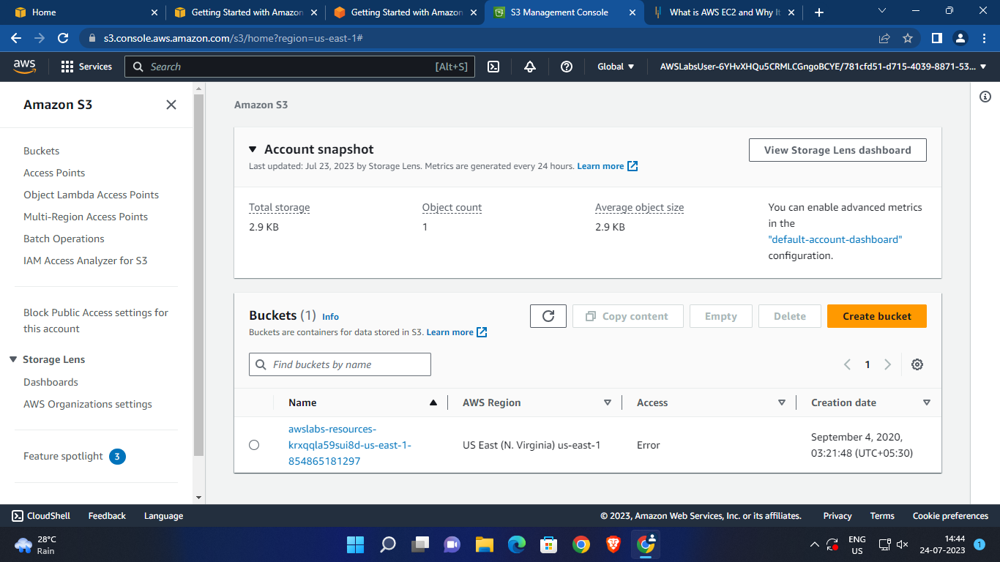 Home
Getting Started with Amazon
Getting Started with Amazon
S3 Management Console
What is AWS EC2 and Why It
s3.console.aws.amazon.com/s3/home?region=us-east-1#
aws
Services
Search
[Alt+S]
Global
AWSLabsUser-6YHvXHQu5CRMLCGngoBCYE/781cfd51-d715-4039-8871-53...
Amazon S3
Buckets
Access Points
Object Lambda Access Points
Multi-Region Access Points
Batch Operations
IAM Access Analyzer for S3
Block Public Access settings for
this account
Storage Lens
Dashboards
AWS Organizations settings
Feature spotlight 3
Amazon S3
Account snapshot
Last updated: Jul 23, 2023 by Storage Lens. Metrics are generated every 24 hours. Learn more
View Storage Lens dashboard
Total storage
2.9 KB
Object count
1
Average object size
2.9 KB
You can enable advanced metrics
in the
"default-account-dashboard"
configuration.
Buckets (1) Info
Buckets are containers for data stored in S3. Learn more
Copy content
Empty
Delete
Create bucket
Find buckets by name
1
Name
AWS Region
Access
Creation date
awslabs-resources-
krxqqla59sui8d-us-east-1-
854865181297
US East (N. Virginia) us-east-1
Error
September 4, 2020,
03:21:48 (UTC+05:30)
CloudShell
Feedback
Language
© 2023, Amazon Web Services, Inc. or its affiliates.
Privacy
Terms
Cookie preferences
28°C
Rain
ENG
US
14:44
24-07-2023
1